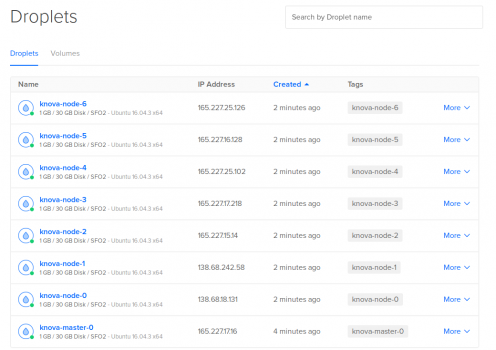 Droplets
Search by Droplet name
Droplets Volumes
Name IP Address Created Tags
knova-node-6
165.227.25.126 2 minutes ago knova-node-6 More
1 GB / 30 GB Disk / SFO2 - Ubuntu 16.04.3 x64
knova-node-5
165.227.16.128 2 minutes ago knova-node-5 More
1 GB / 30 GB Disk / SFO2 - Ubuntu 16.04.3 x64
knova-node-4
165.227.25.102 2 minutes ago knova-node-4 More
1 GB / 30 GB Disk / SFO2 - Ubuntu 16.04.3 x64
knova-node-3
165.227.17.218 2 minutes ago knova-node-3 More
1 GB / 30 GB Disk / SFO2 - Ubuntu 16.04.3 x64
knova-node-2
165.227.15.14 2 minutes ago knova-node-2 More
1 GB / 30 GB Disk / SFO2 - Ubuntu 16.04.3 x64
knova-node-1
138.68.242.58 2 minutes ago knova-node-1 More
1 GB / 30 GB Disk / SFO2 - Ubuntu 16.04.3 x64
knova-node-0
138.68.18.131 2 minutes ago knova-node-0 More
1 GB / 30 GB Disk / SFO2 - Ubuntu 16.04.3 x64
knova-master-0
165.227.17.16 4 minutes ago knova-master-0 More
1 GB / 30 GB Disk / SFO2 - Ubuntu 16.04.3 x64